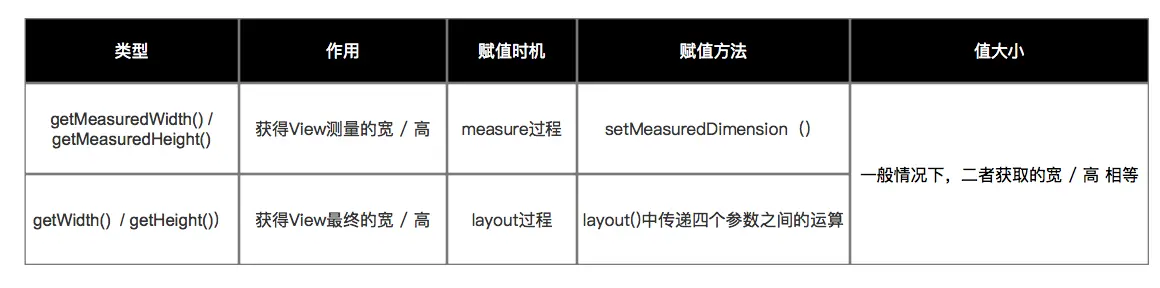 类型
作用
赋值时机
赋值方法
值大小
getMeasuredWidth() /
getMeasuredHeight()
获得View测量的宽 / 高
measure过程
setMeasuredDimension（）
一般情况下，二者获取的宽 / 高 相等
getWidth()  / getHeight()）
获得View最终的宽 / 高
layout过程
layout()中传递四个参数之间的运算